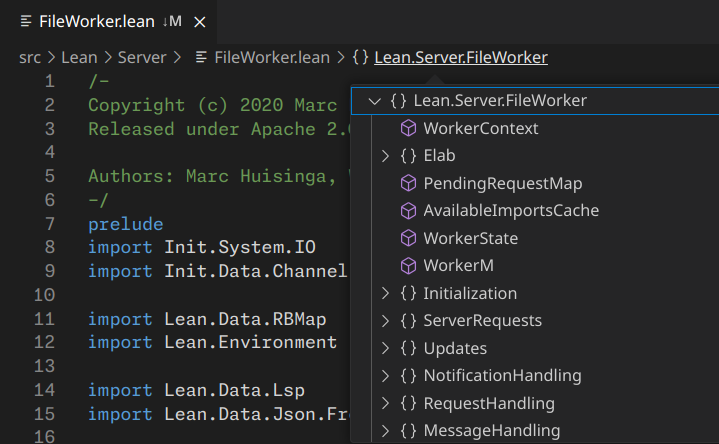 FileWorker.lean ↓M
src > Lean > Server > FileWorker.lean > {} Lean.Server.FileWorker
1 /-
2 Copyright (c) 2020 Marc
3 Released under Apache 2.
4
5 Authors: Marc Huisinga,
6 -/
7 prelude
8 import Init.System.IO
9 import Init.Data.Channel
10
11 import Lean.Data.RBMap
12 import Lean.Environment
13
14 import Lean.Data.Lsp
15 import Lean.Data.Json.Fr
16
{} Lean.Server.FileWorker
WorkerContext
{} Elab
PendingRequestMap
AvailableImportsCache
WorkerState
WorkerM
{} Initialization
{} ServerRequests
{} Updates
{} NotificationHandling
{} RequestHandling
{} MessageHandling